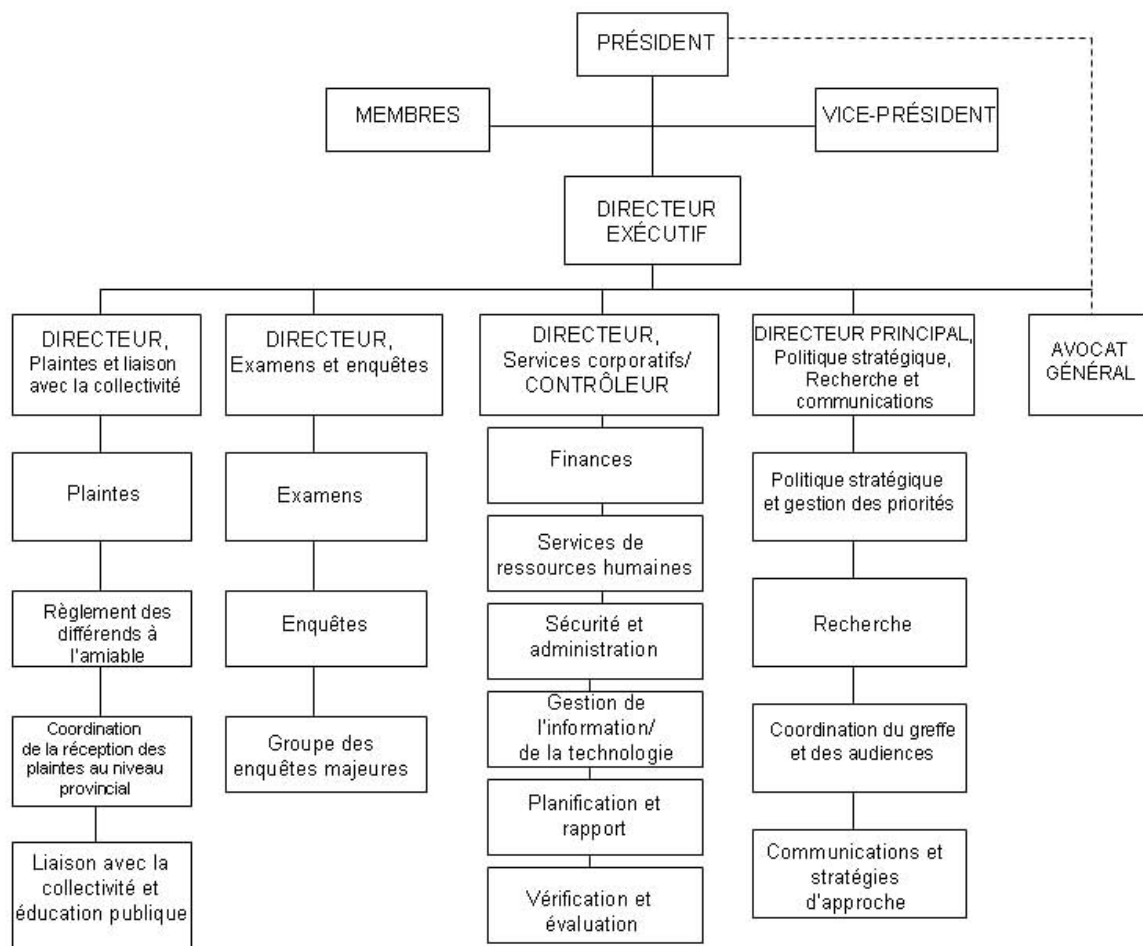 PRÉSIDENT
MEMBRES
VICE-PRÉSIDENT
DIRECTEUR
EXÉCUTIF
DIRECTEUR,
Plaintes et liaison
avec la collectivité
DIRECTEUR,
Examens et enquêtes
DIRECTEUR,
Services corporatifs/
CONTRÔLEUR
DIRECTEUR PRINCIPAL,
Politique stratégique,
Recherche et
communications
AVOCAT
GÉNÉRAL
Plaintes
Règlement des
différends à
l'amiable
Coordination
de la réception des
plaintes au niveau
provincial
Liaison avec la
collectivité et
éducation publique
Examens
Enquêtes
Groupe des
enquêtes majeures
Finances
Services de
ressources humaines
Sécurité et
administration
Gestion de
l'information/
de la technologie
Planification et
rapport
Vérification et
évaluation
Politique stratégique
et gestion des priorités
Recherche
Coordination du greffe
et des audiences
Communications et
stratégies
d'approche